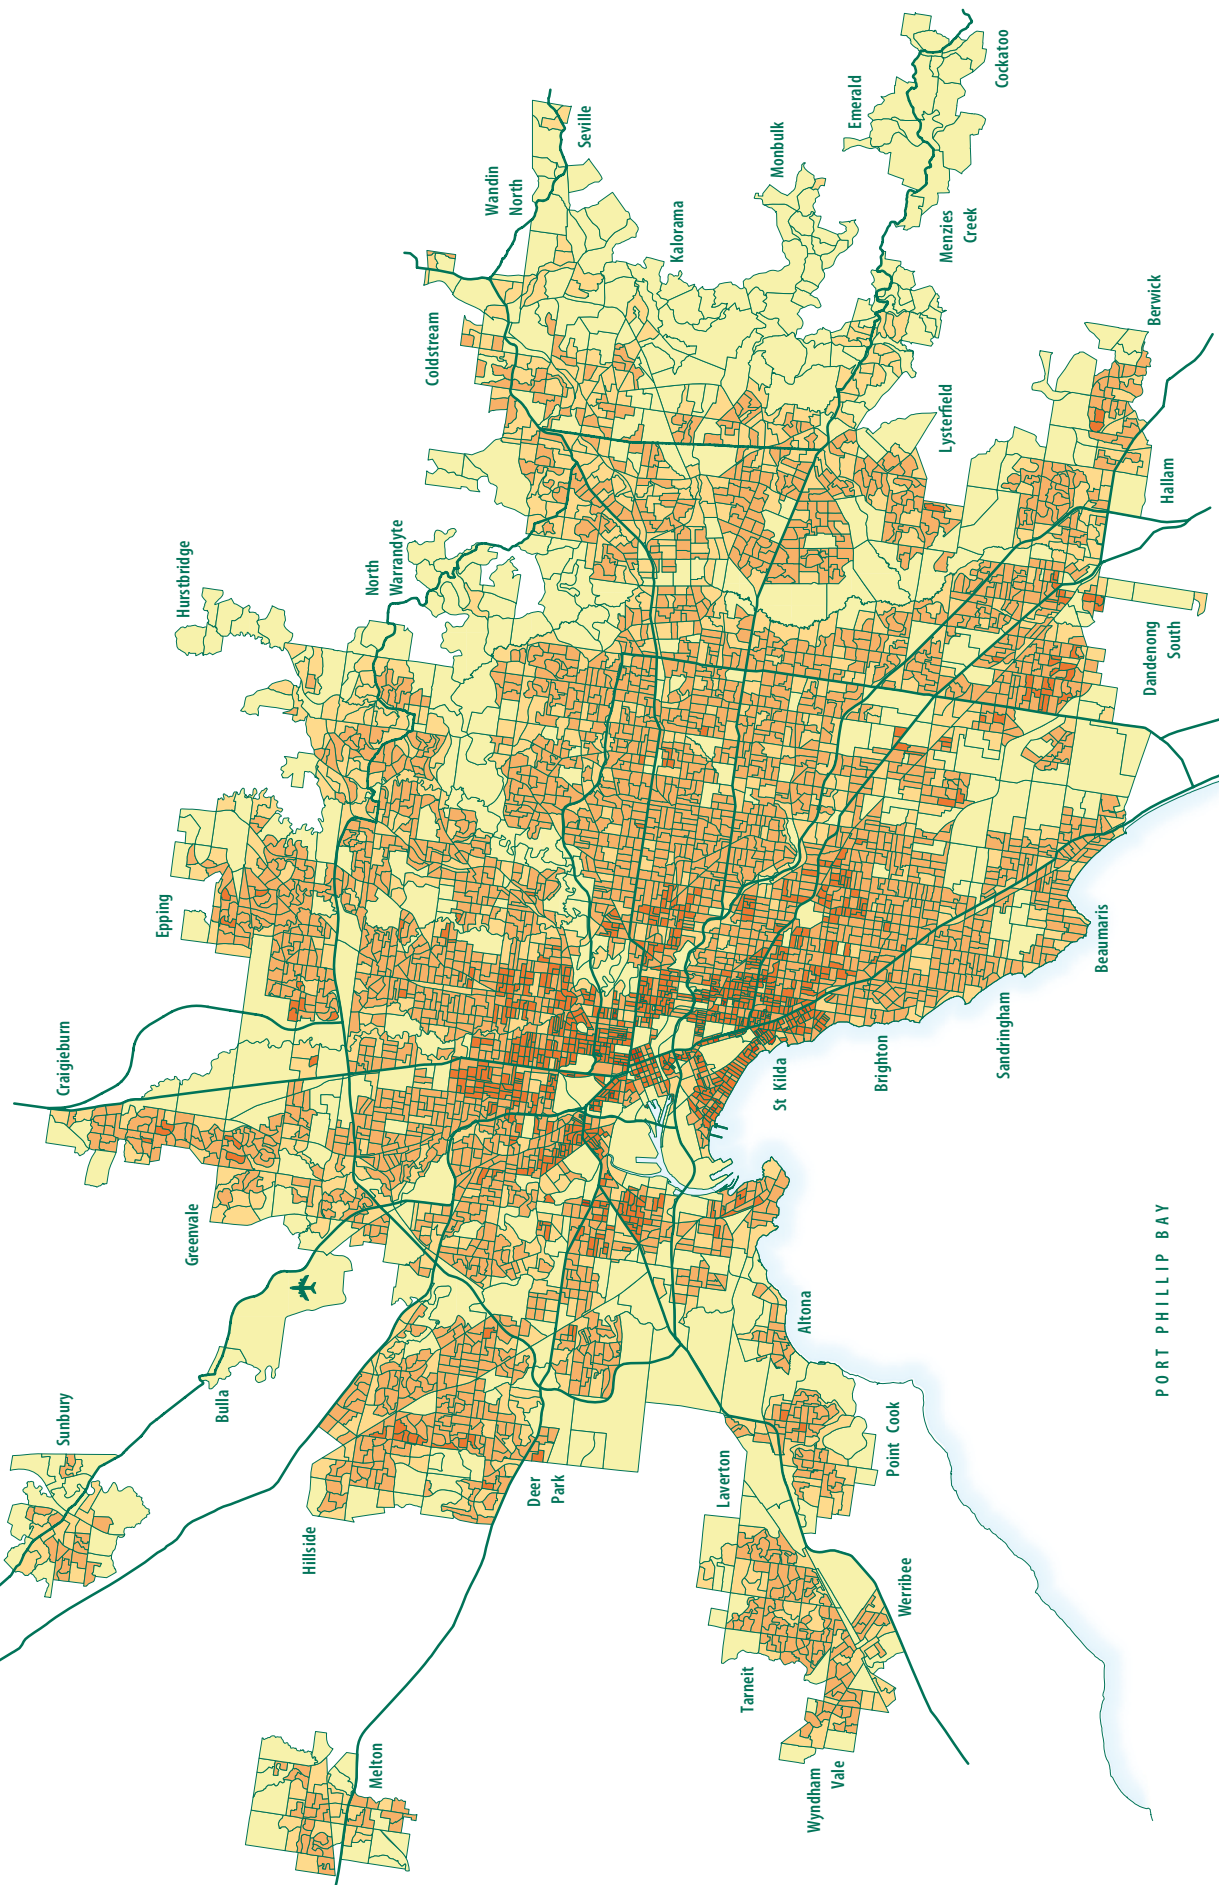 Sunbury
Bulla
Craigieburn
Greenvale
Epping
Hurstbridge
North
Warrandyte
Coldstream
Wandin
North
Seville
Kalorama
Monbulk
Emerald
Cockatoo
Menzies
Creek
Lysterfield
Berwick
Hallam
Dandenong
South
Beaumaris
Sandringham
Brighton
St Kilda
Altona
Point Cook
Laverton
Werribee
Tarneit
Wyndham
Vale
Deer
Park
Hillside
Melton
PORT PHILLIP BAY